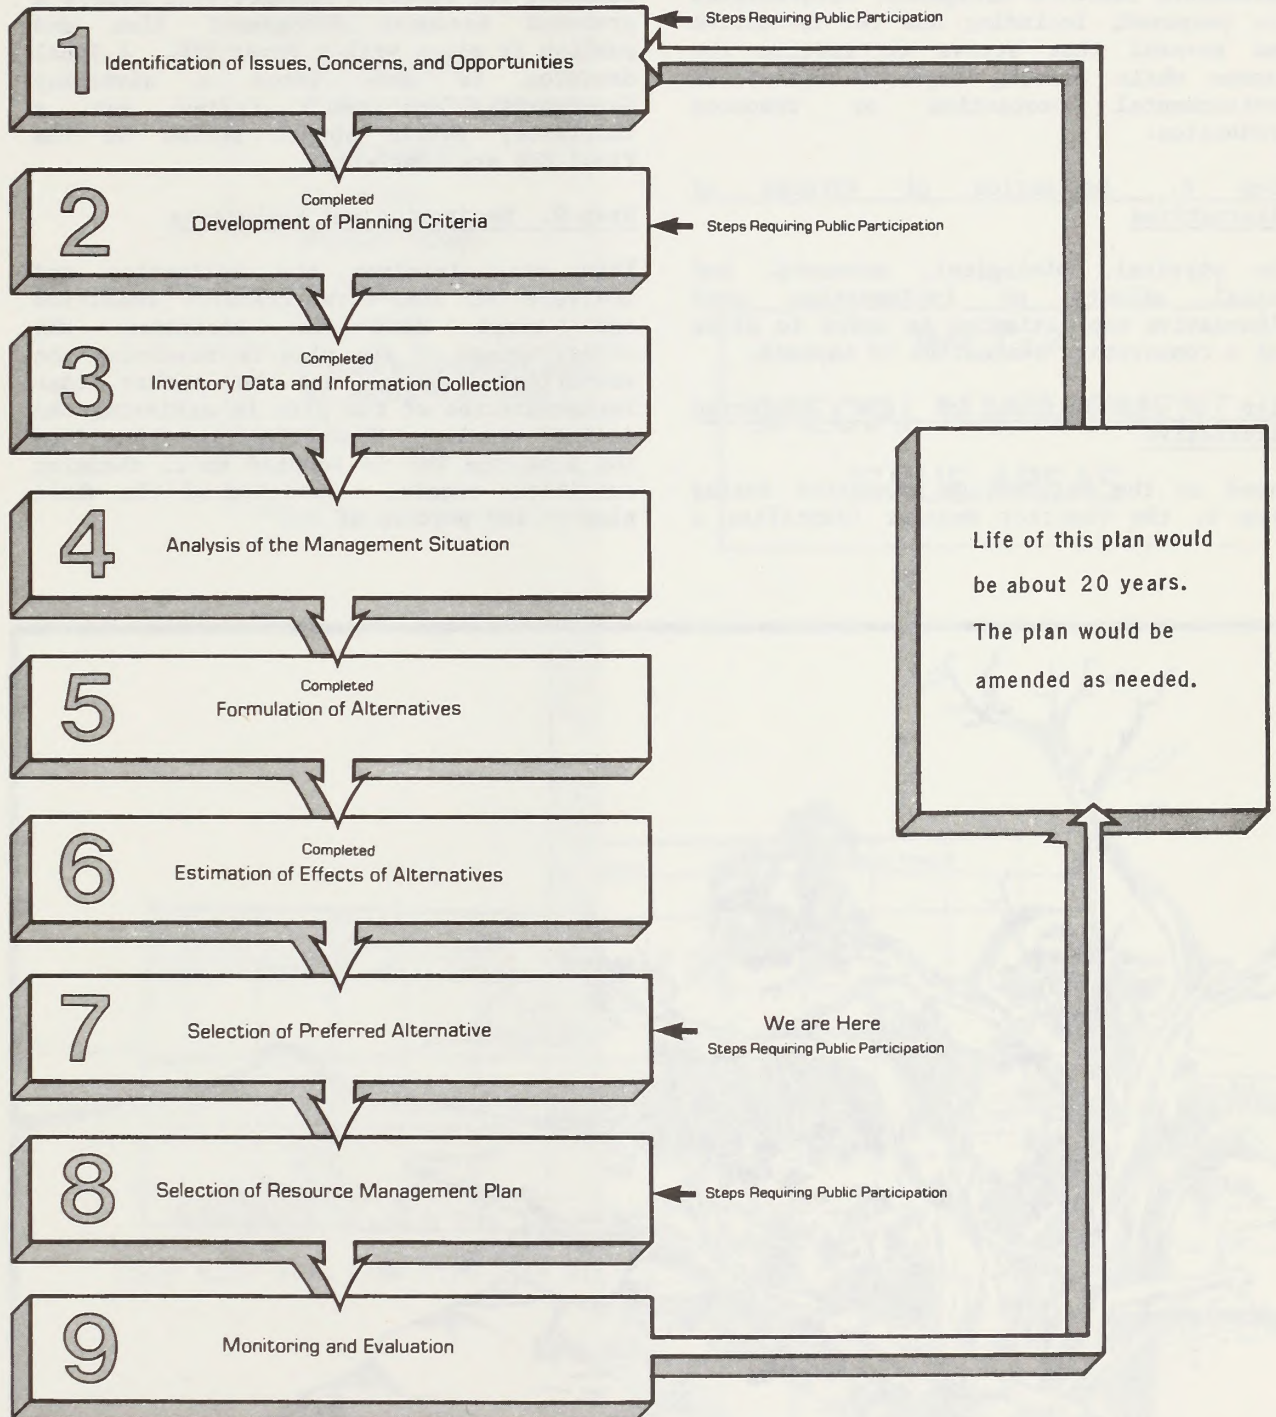 Steps Requiring Public Participation
1
Identification of Issues, Concerns, and Opportunities
2
Completed
Development of Planning Criteria
Steps Requiring Public Participation
3
Completed
Inventory Data and Information Collection
4
Analysis of the Management Situation
Life of this plan would
be about 20 years.
The plan would be
amended as needed.
5
Completed
Formulation of Alternatives
6
Completed
Estimation of Effects of Alternatives
7
Selection of Preferred Alternative
We are Here
Steps Requiring Public Participation
8
Selection of Resource Management Plan
Steps Requiring Public Participation
9
Monitoring and Evaluation